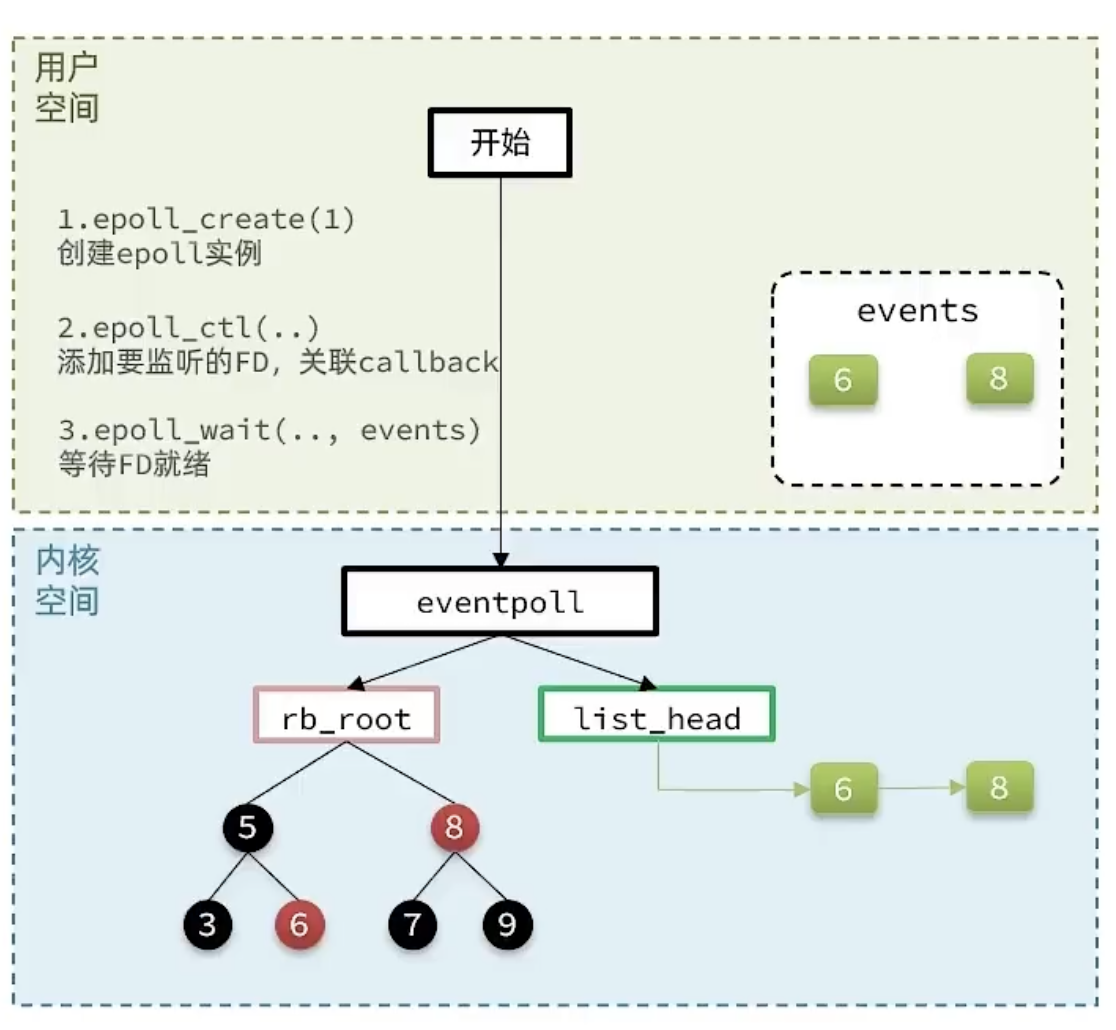 用户
空间
开始
1.epoll_create(1)
创建epoll实例
2.epoll_ctl(..)
添加要监听的FD，关联callback
3.epoll_wait(.., events)
等待FD就绪
events
6 8
内核
空间
eventpoll
rb_root list_head
6 8
5 8
3 6 7 9